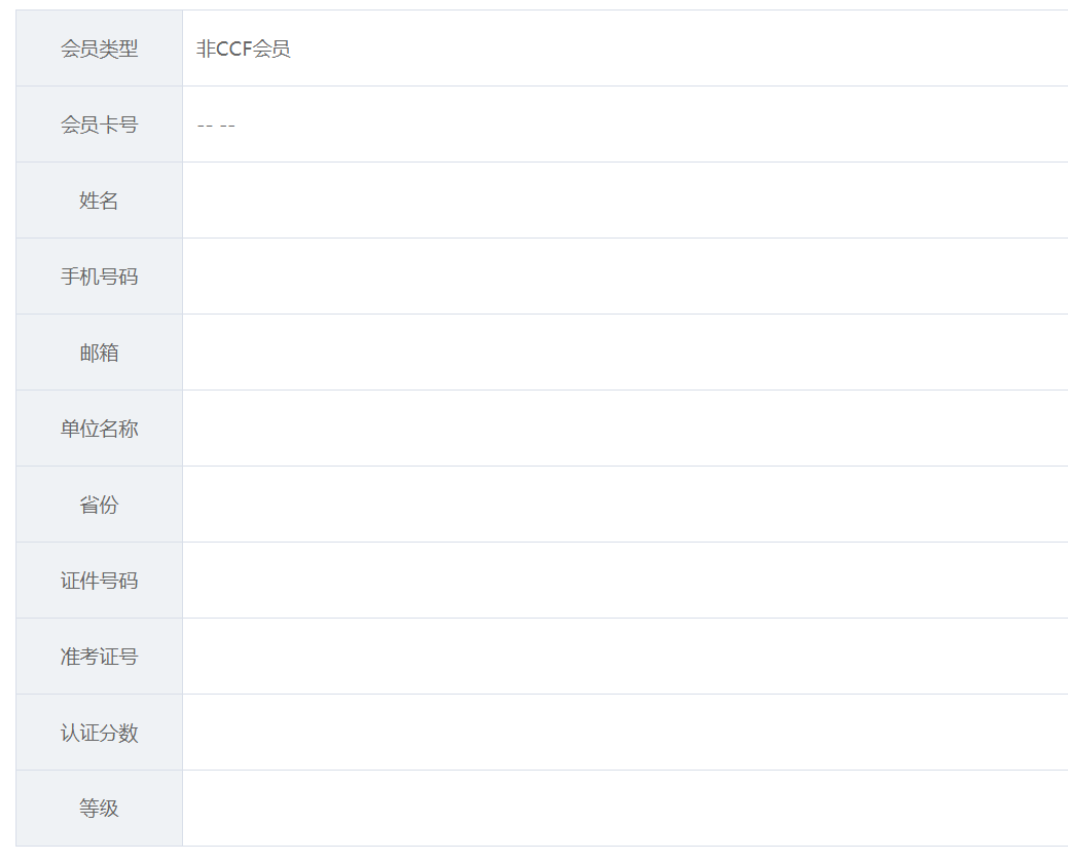 会员类型 非CCF会员
会员卡号 -- --
姓名
手机号码
邮箱
单位名称
省份
证件号码
准考证号
认证分数
等级